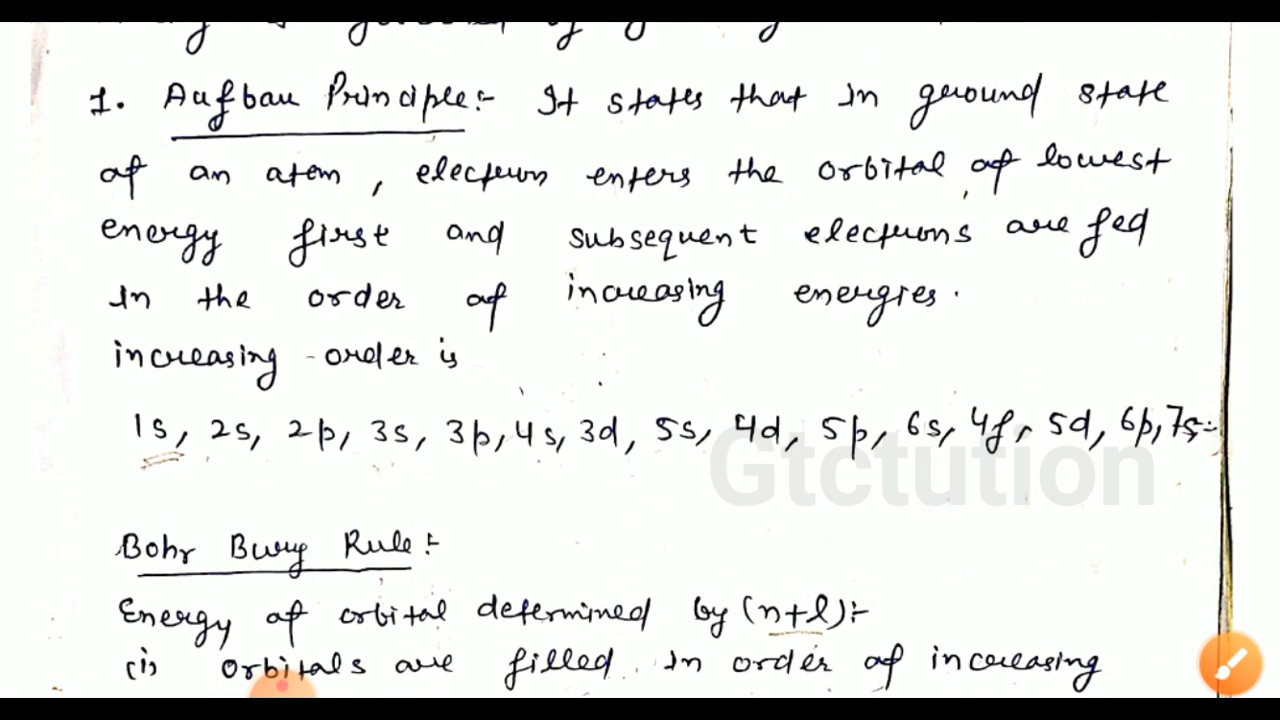 1. Aufbau Principle:- It states that in ground state
of an atom, electron enters the orbital of lowest
energy first and subsequent electrons are fed
in the order of increasing energies.
increasing order is
1s, 2s, 2p, 3s, 3p, 4s, 3d, 5s, 4d, 5p, 6s, 4f, 5d, 6p, 7s-
Gtctution
Bohr Bury Rule:-
Energy of orbital determined by (n+l):-
(i) orbitals are filled in order of increasing